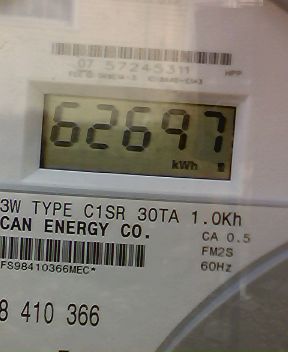 07 57245311 HPP
62697
kWh
3W TYPE C1SR 30TA 1.0Kh
CAN ENERGY CO.
CA 0.5
FM2S
60Hz
FS98410366MEC*
8 410 366